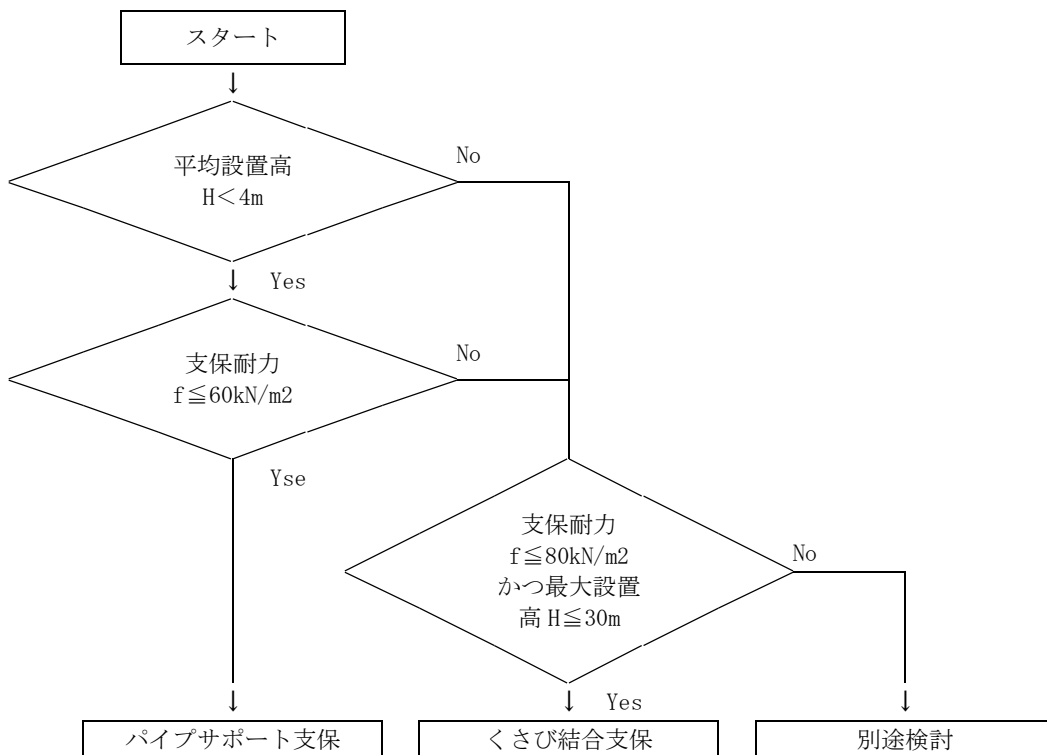 スタート
平均設置高
H＜4m
No
Yes
支保耐力
f≦60kN/m2
No
Yse
支保耐力
f≦80kN/m2
かつ最大設置
高 H≦30m
No
Yes
パイプサポート支保
くさび結合支保
別途検討